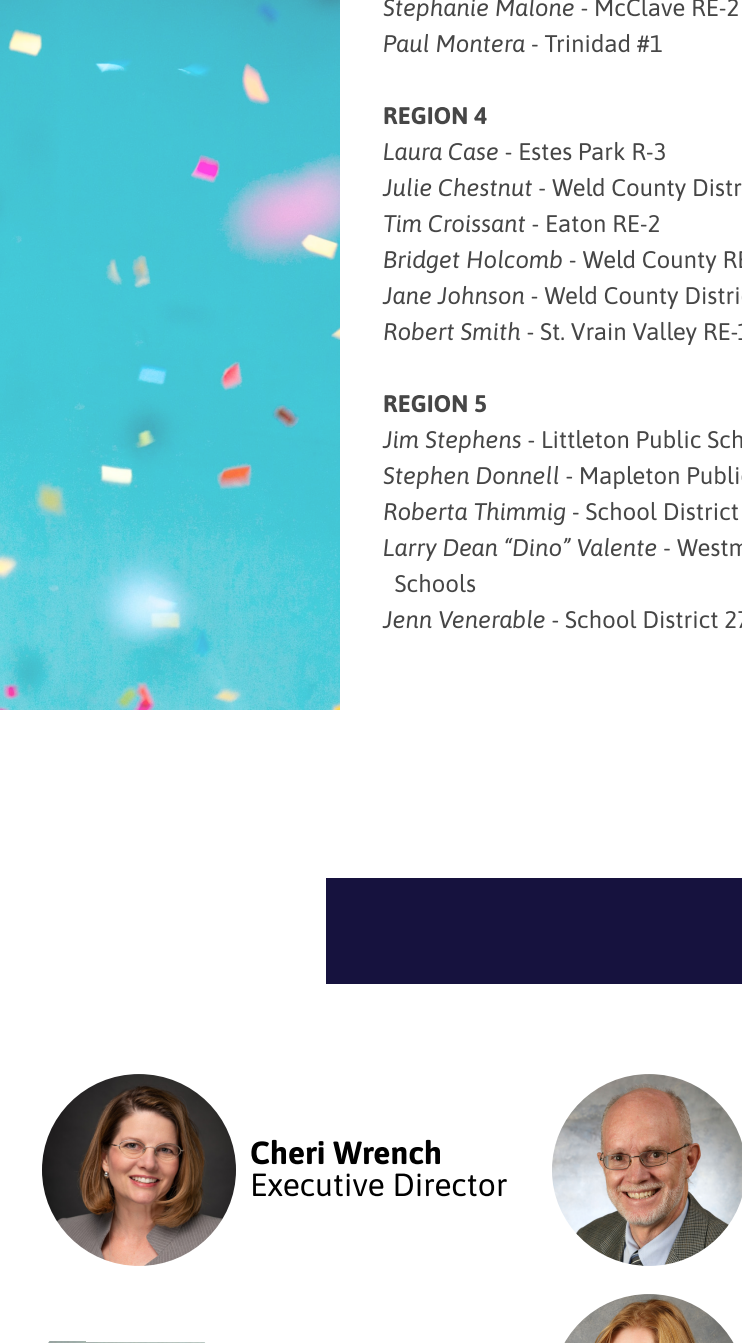 Stephanie Malone - McClave RE-2
Paul Montera - Trinidad #1
REGION 4
Laura Case - Estes Park R-3
Julie Chestnut - Weld County
Tim Croissant - Eaton RE-2
Bridget Holcomb - Weld County
Jane Johnson - Weld County
Robert Smith - St. Vrain Valley
REGION 5
Jim Stephens - Littleton Public
Stephen Donnell - Mapleton
Roberta Thimmig - School District
Larry Dean “Dino” Valente -
Schools
Jenn Venerable - School District
Cheri Wrench
Executive Director